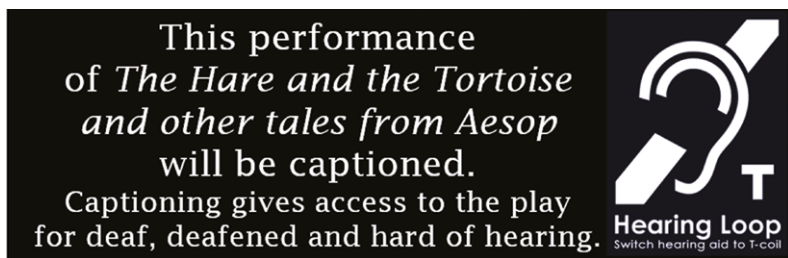 This performance
of The Hare and the Tortoise
and other tales from Aesop
will be captioned.
Captioning gives access to the play
for deaf, deafened and hard of hearing.
T
Hearing Loop
Switch hearing aid to T-coil